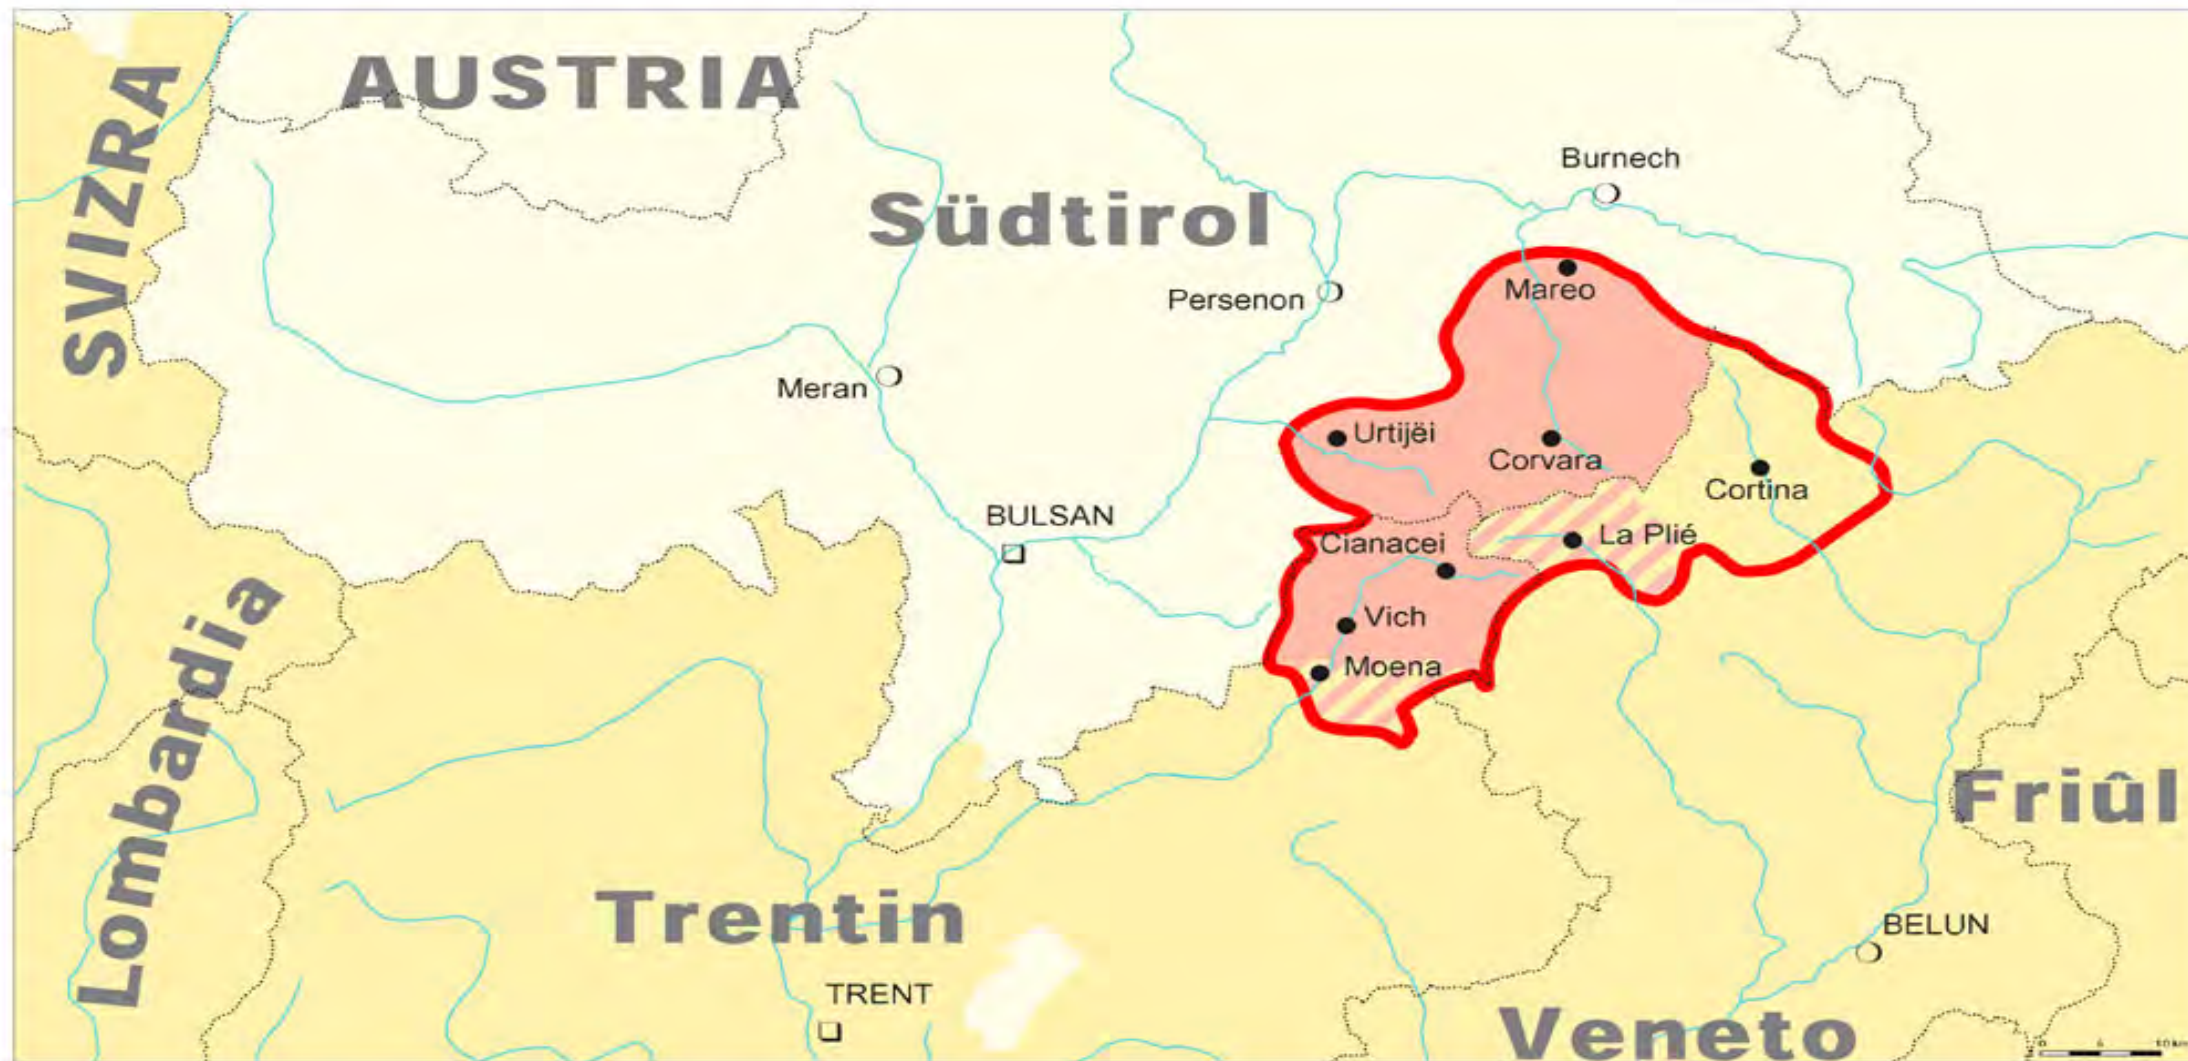 AUSTRIA
SVIZRA
Burnech
Südtirol
Mareo
Persenon
Meran
Urtijëi
Corvara
Cortina
BULSAN
La Plié
Cianacei
Vich
Moena
Lombardia
Friûl
Trentin
BELUN
TRENT
Veneto